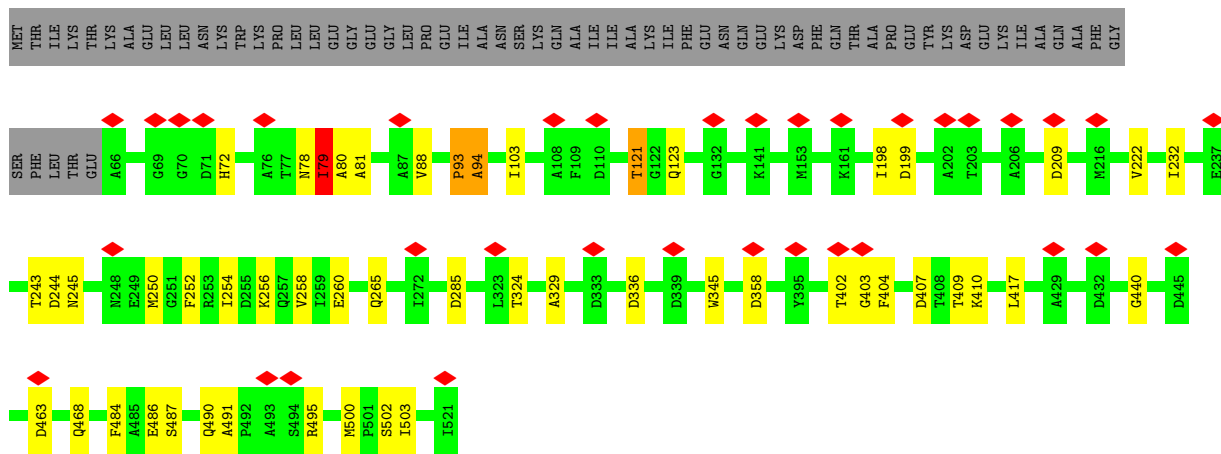 MET THR ILE LYS THR LYS ALA GLU LEU LEU ASN LYS TRP LYS PRO LEU LEU GLU GLY GLU GLY LEU PRO GLU ILE ALA ASN SER LYS GLN ALA ILE ILE ALA LYS ILE PHE GLU ASN GLN GLU LYS ASP PHE GLN THR ALA PRO GLU TYR LYS ASP GLU LYS ILE ALA GLN ALA PHE GLY
SER PHE LEU THR GLU A66 G69 G70 D71 H72 A76 T77 N78 I79 A80 A81 A87 V88 P93 A94 I103 A108 F109 D110 T121 G122 Q123 G132 K141 M153 K161 I198 D199 A202 T203 A206 D209 M216 V222 I232 E237
T243 D244 N245 N248 E249 M250 G251 F252 R253 I254 D255 K256 Q257 V258 I259 E260 Q265 I272 D285 L323 T324 A329 D333 D336 D339 W345 D358 Y395 T402 G403 F404 D407 T408 T409 K410 L417 A429 D432 G440 D445
D463 Q468 F484 A485 E486 S487 Q490 A491 P492 A493 S494 R495 M500 P501 S502 I503 I521